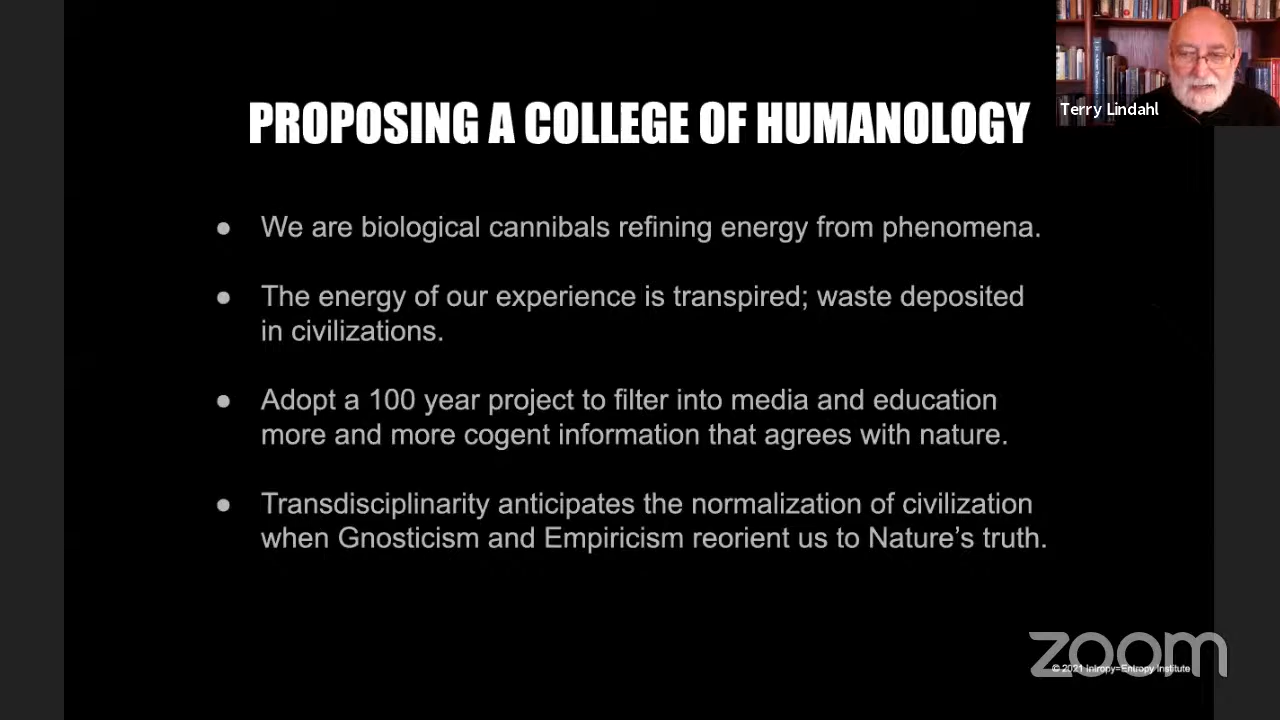 PROPOSING A COLLEGE OF HUMANOLOGY
Terry Lindahl
● We are biological cannibals refining energy from phenomena.
● The energy of our experience is transpired; waste deposited
in civilizations.
● Adopt a 100 year project to filter into media and education
more and more cogent information that agrees with nature.
● Transdisciplinarity anticipates the normalization of civilization
when Gnosticism and Empiricism reorient us to Nature's truth.
zoom
© 2021 Intropy=Entropy Institute